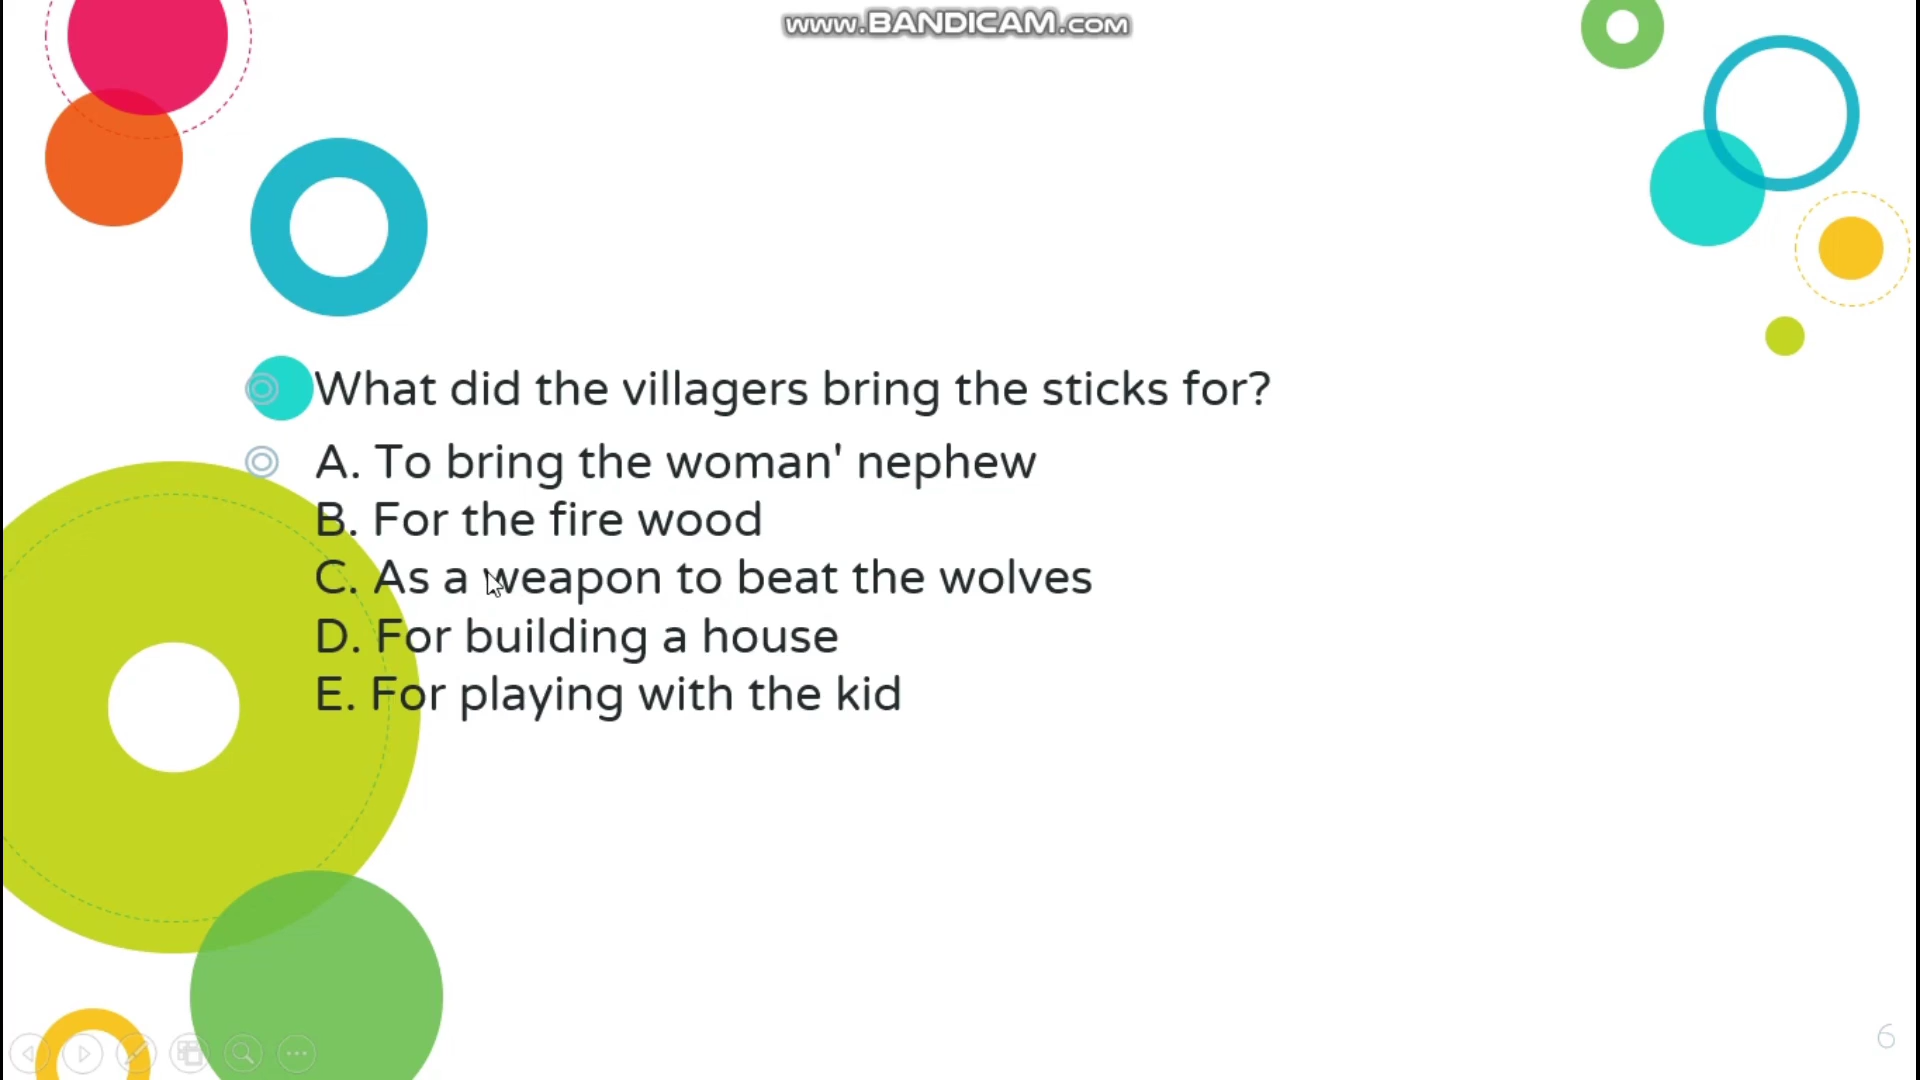 www.BANDICAM.com
What did the villagers bring the sticks for?
A. To bring the woman' nephew
B. For the fire wood
C. As a weapon to beat the wolves
D. For building a house
E. For playing with the kid
6